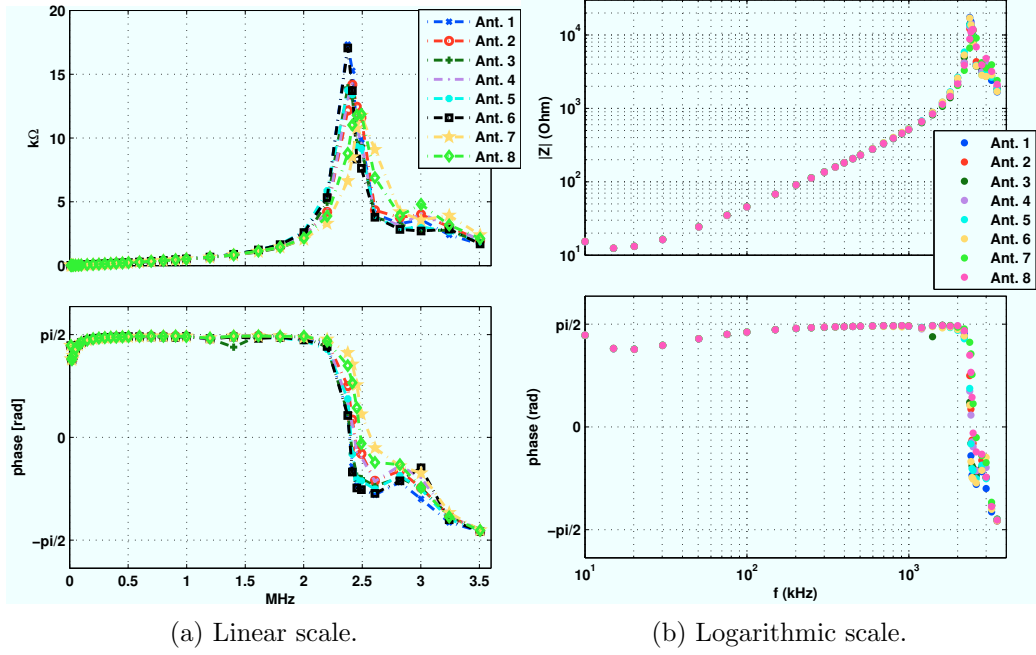 20
15
10
5
0
kΩ
Ant. 1
Ant. 2
Ant. 3
Ant. 4
Ant. 5
Ant. 6
Ant. 7
Ant. 8
pi/2
0
−pi/2
phase [rad]
0
0.5
1
1.5
2
2.5
3
3.5
MHz
(a) Linear scale.
10^4
10^3
10^2
10^1
|Z| (Ohm)
Ant. 1
Ant. 2
Ant. 3
Ant. 4
Ant. 5
Ant. 6
Ant. 7
Ant. 8
pi/2
0
−pi/2
phase (rad)
10^1
10^2
10^3
f (kHz)
(b) Logarithmic scale.